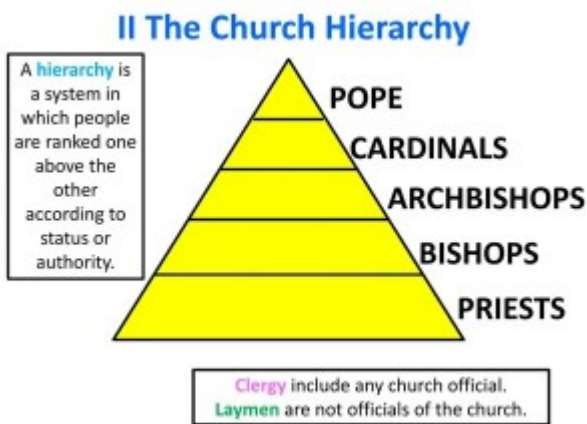 II The Church Hierarchy
A hierarchy is
a system in
which people
are ranked one
above the
other
according to
status or
authority.
POPE
CARDINALS
ARCHBISHOPS
BISHOPS
PRIESTS
Clergy include any church official.
Laymen are not officials of the church.